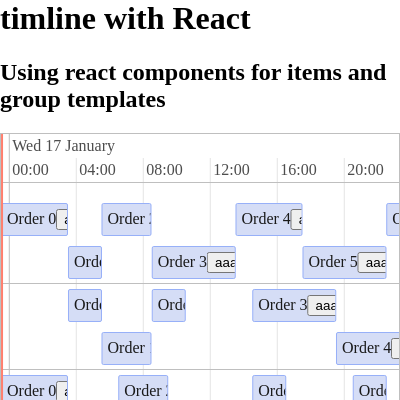 timline with React
Using react components for items and
group templates
Wed 17 January
00:00 04:00 08:00 12:00 16:00 20:00
Order 0 Order Order 4
Order 3 aaa Order 5 aaa
Order 3 aaa
Order Order 4
Order 0 Order